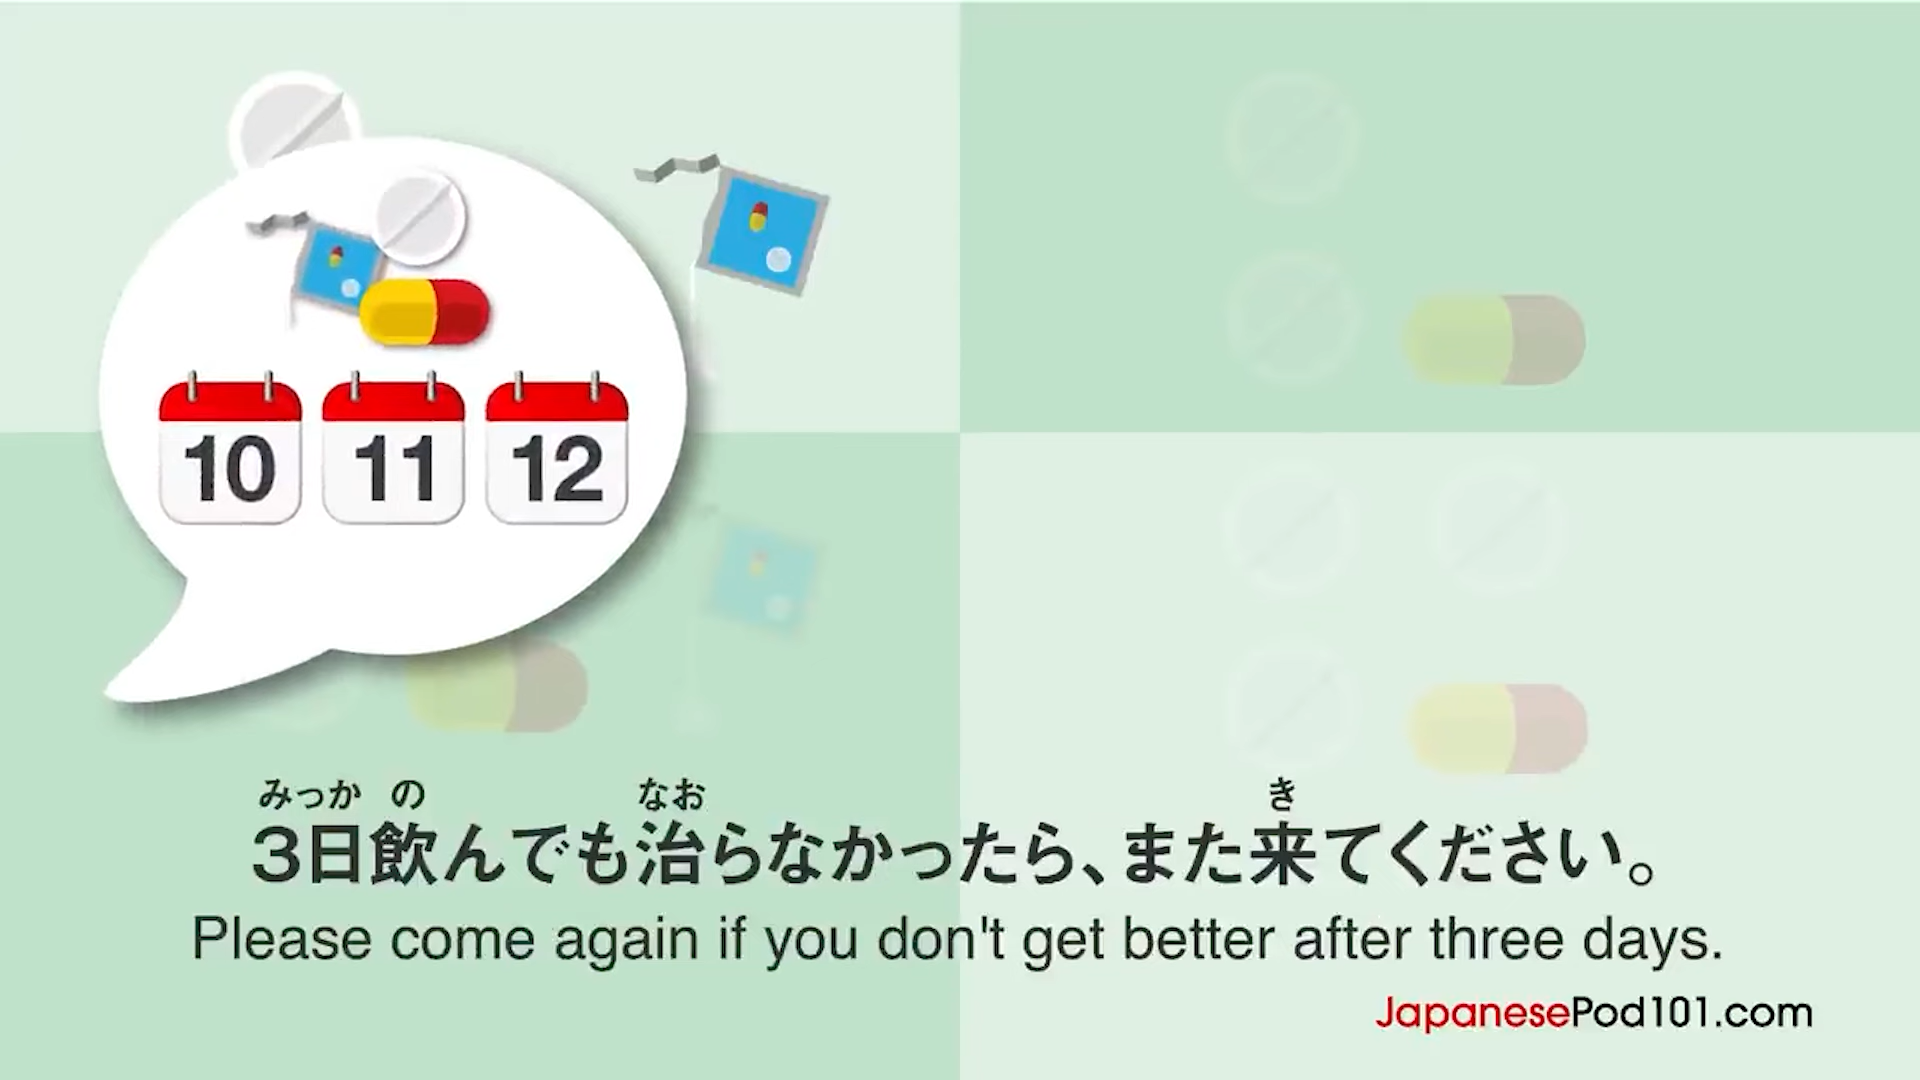 10 11 12
みっか の なお き
3日飲んでも治らなかったら、また来てください。
Please come again if you don't get better after three days.
JapanesePod101.com